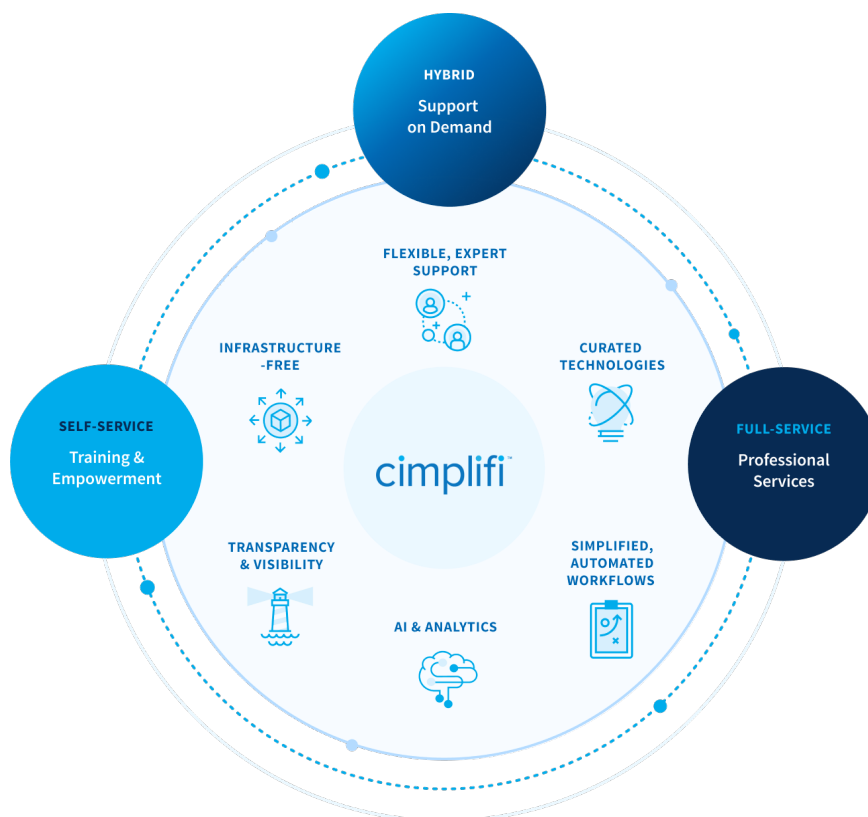 HYBRID
Support
on Demand
FLEXIBLE, EXPERT
SUPPORT
INFRASTRUCTURE
-FREE
CURATED
TECHNOLOGIES
SELF-SERVICE
Training &
Empowerment
cimplifi™
FULL-SERVICE
Professional
Services
TRANSPARENCY
& VISIBILITY
SIMPLIFIED,
AUTOMATED
WORKFLOWS
AI & ANALYTICS